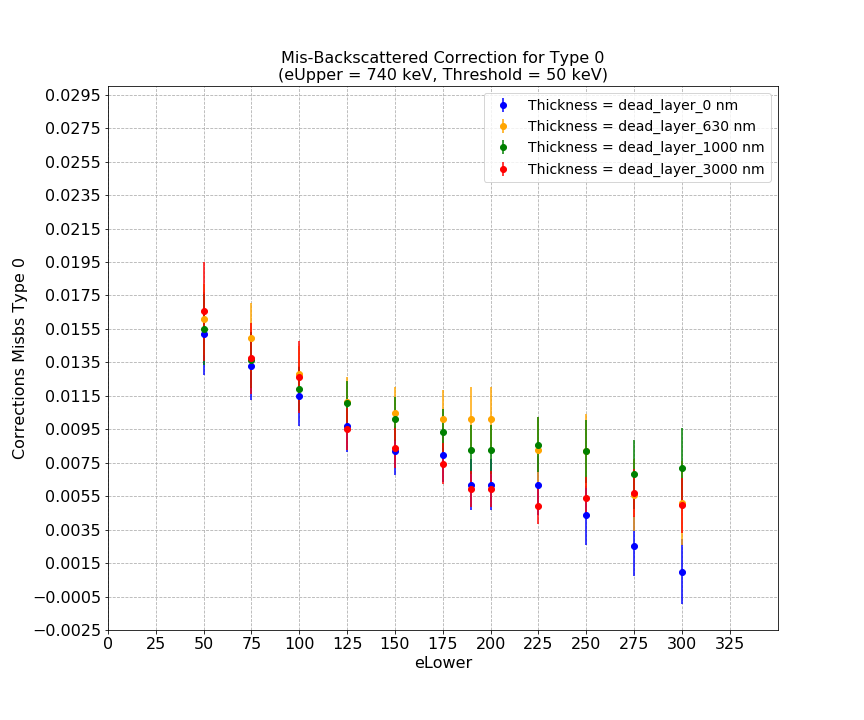 Mis-Backscattered Correction for Type 0
(eUpper = 740 keV, Threshold = 50 keV)
Thickness = dead_layer_0 nm
Thickness = dead_layer_630 nm
Thickness = dead_layer_1000 nm
Thickness = dead_layer_3000 nm
Corrections Misbs Type 0
0.0295
0.0275
0.0255
0.0235
0.0215
0.0195
0.0175
0.0155
0.0135
0.0115
0.0095
0.0075
0.0055
0.0035
0.0015
−0.0005
−0.0025
0 25 50 75 100 125 150 175 200 225 250 275 300 325
eLower